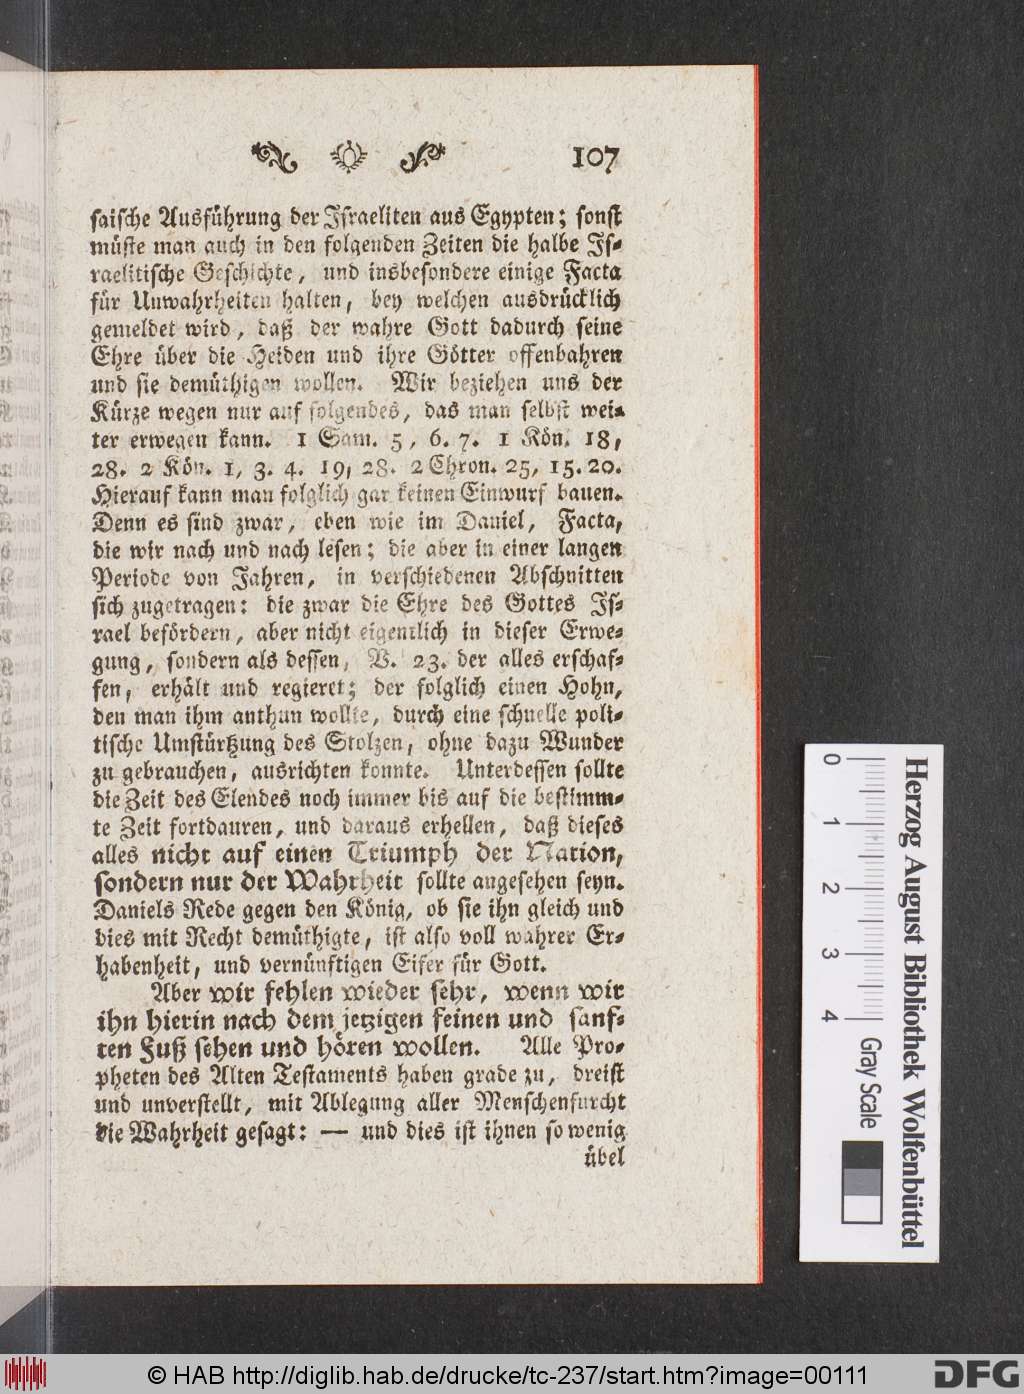 107
saische Ausführung der Israeliten aus Egypten; sonst
müste man auch in den folgenden Zeiten die halbe Is-
raelitische Geschichte, und insbesondere einige Facta
für Unwahrheiten halten, bey welchen ausdrücklich
gemeldet wird, daß der wahre Gott dadurch seine
Ehre über die Heiden und ihre Götter offenbahren
und sie demüthigen wollen. Wir beziehen uns der
Kürze wegen nur auf folgendes, das man selbst wei-
ter erwegen kann. 1 Sam. 5, 6. 7. 1 Kön. 18,
28. 2 Kön. 1, 3. 4. 19, 28. 2 Chron. 25, 15. 20.
Hierauf kann man folglich gar keinen Einwurf bauen.
Denn es sind zwar, eben wie im Daniel, Facta,
die wir nach und nach lesen; die aber in einer langen
Periode von Jahren, in verschiedenen Abschnitten
sich zugetragen: die zwar die Ehre des Gottes Is-
rael befördern, aber nicht eigentlich in dieser Erwe-
gung, sondern als dessen, V. 23. der alles erschaf-
fen, erhält und regieret; der folglich einen Hohn,
den man ihm anthun wollte, durch eine schnelle poli-
tische Umstürtzung des Stolzen, ohne dazu Wunder
zu gebrauchen, ausrichten konnte. Unterdessen sollte
die Zeit des Elendes noch immer bis auf die bestimm-
te Zeit fortdauren, und daraus erhellen, daß dieses
alles nicht auf einen Triumph der Nation,
sondern nur der Wahrheit sollte angesehen seyn.
Daniels Rede gegen den König, ob sie ihn gleich und
dies mit Recht demüthigte, ist also voll wahrer Er-
habenheit, und vernünftigen Eifer für Gott.
Aber wir fehlen wieder sehr, wenn wir
ihn hierin nach dem jetzigen feinen und sanf-
ten Fuß sehen und hören wollen. Alle Pro-
pheten des Alten Testaments haben grade zu, dreist
und unverstellt, mit Ablegung aller Menschenfurcht
die Wahrheit gesagt: — und dies ist ihnen so wenig
übel
0 1 2 3 4
Gray Scale
Herzog August Bibliothek Wolfenbüttel
© HAB http://diglib.hab.de/drucke/tc-237/start.htm?image=00111
DFG